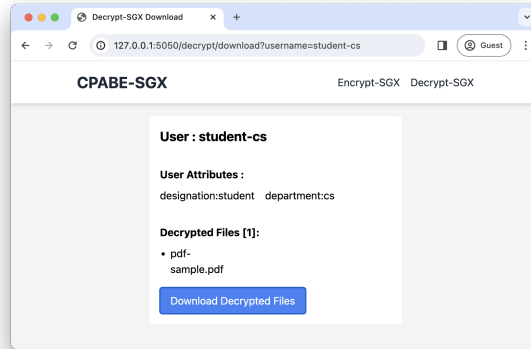 Decrypt-SGX Download
127.0.0.1:5050/decrypt/download?username=student-cs
Guest
CPABE-SGX
Encrypt-SGX Decrypt-SGX
User : student-cs
User Attributes :
designation:student department:cs
Decrypted Files [1]:
• pdf-
sample.pdf
Download Decrypted Files